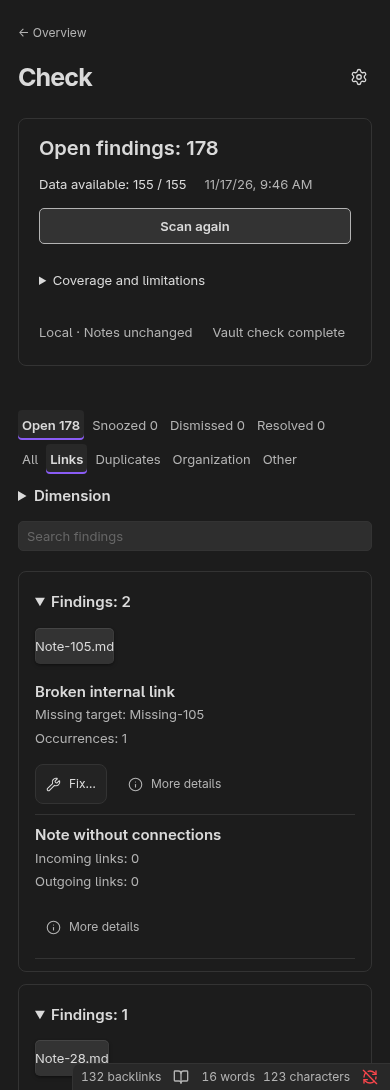 ← Overview
Check
Open findings: 178
Data available: 155 / 155 11/17/26, 9:46 AM
Scan again
▶ Coverage and limitations
Local · Notes unchanged Vault check complete
Open 178 Snoozed 0 Dismissed 0 Resolved 0
All Links Duplicates Organization Other
▶ Dimension
Search findings
▼ Findings: 2
Note-105.md
Broken internal link
Missing target: Missing-105
Occurrences: 1
Fix... More details
Note without connections
Incoming links: 0
Outgoing links: 0
More details
▼ Findings: 1
Note-28.md
132 backlinks 16 words 123 characters